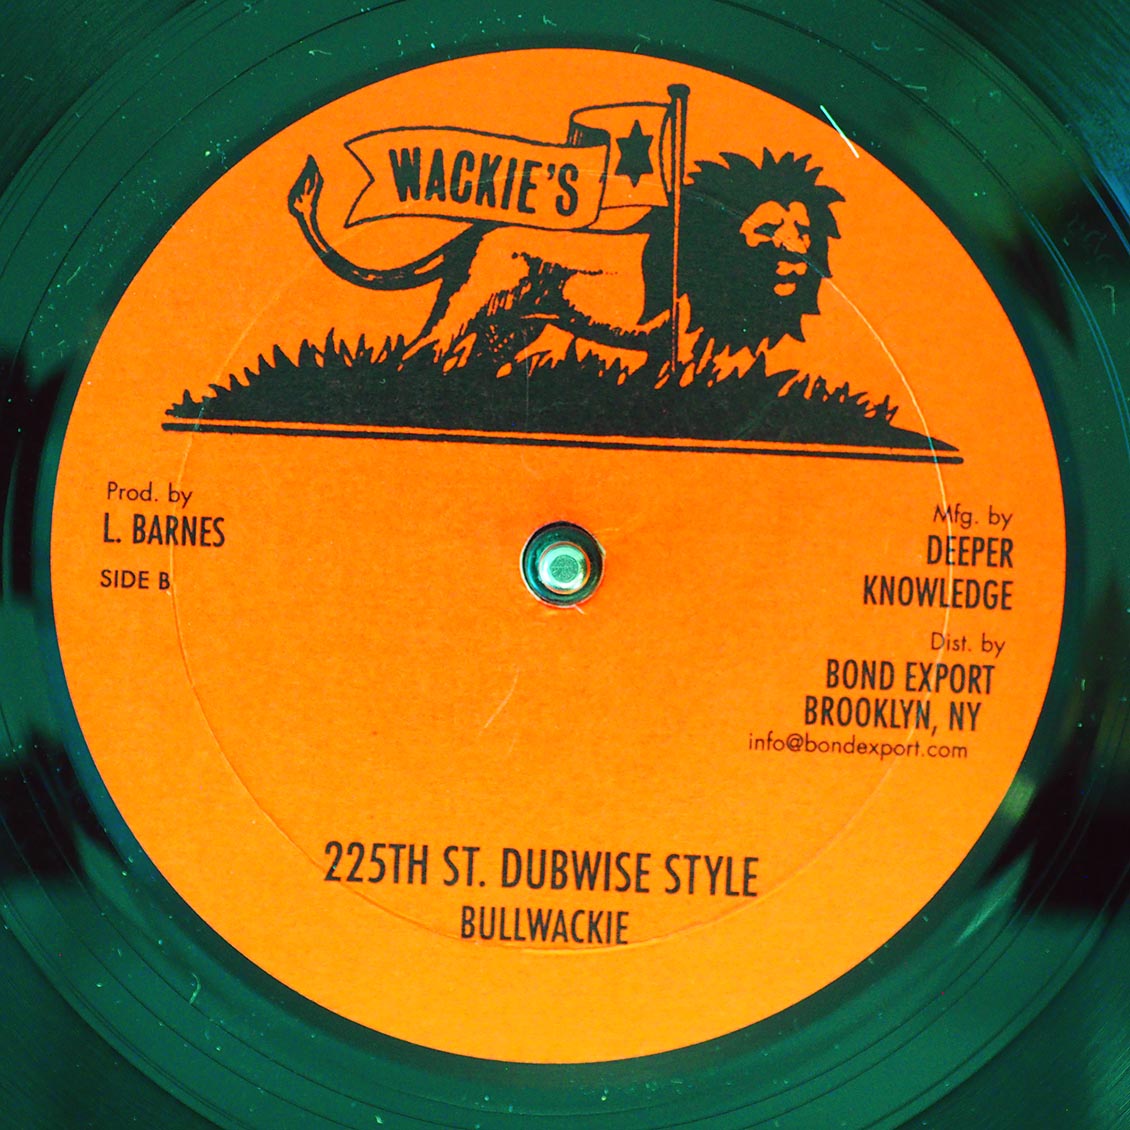 WACKIE'S
Prod. by
L. BARNES
SIDE B
Mfg. by
DEEPER
KNOWLEDGE
Dist. by
BOND EXPORT
BROOKLYN, NY
info@bondexport.com
225TH ST. DUBWISE STYLE
BULLWACKIE